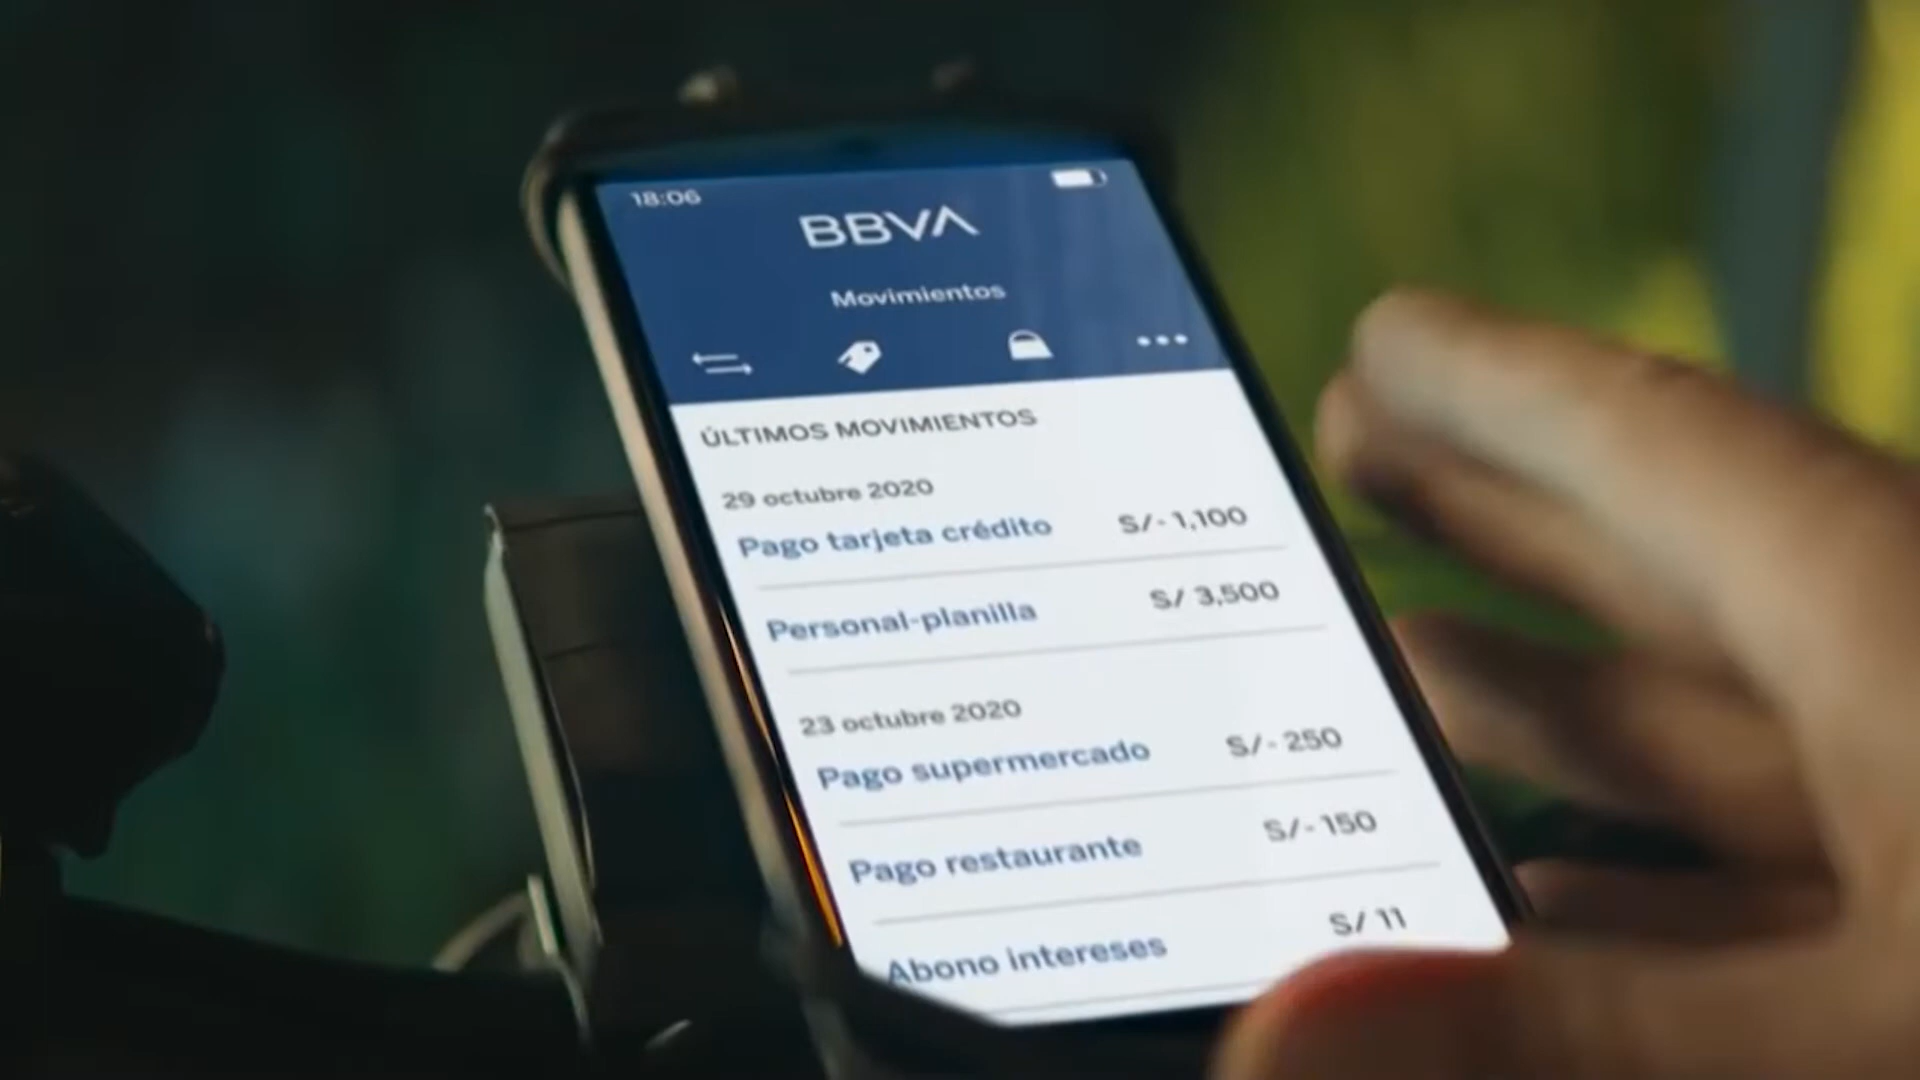 18:06
BBVA
Movimientos
ÚLTIMOS MOVIMIENTOS
29 octubre 2020
Pago tarjeta crédito S/- 1,100
Personal-planilla S/ 3,500
23 octubre 2020
Pago supermercado S/- 250
Pago restaurante S/- 150
Abono intereses S/ 11